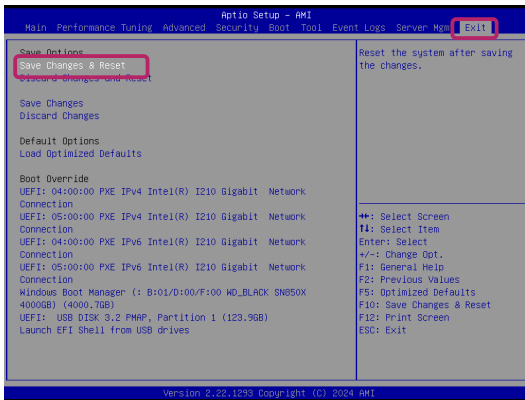 Aptio Setup – AMI
Main Performance Tuning Advanced Security Boot Tool Event Logs Server Mgmt Exit
Save Options
Save Changes & Reset
Discard Changes and Reset
Save Changes
Discard Changes
Default Options
Load Optimized Defaults
Boot Override
UEFI: 04:00:00 PXE IPv4 Intel(R) I210 Gigabit Network
Connection
UEFI: 05:00:00 PXE IPv4 Intel(R) I210 Gigabit Network
Connection
UEFI: 04:00:00 PXE IPv6 Intel(R) I210 Gigabit Network
Connection
UEFI: 05:00:00 PXE IPv6 Intel(R) I210 Gigabit Network
Connection
Windows Boot Manager (: B:01/D:00/F:00 WD_BLACK SN850X
4000GB) (4000.7GB)
UEFI: USB DISK 3.2 PMAP, Partition 1 (123.9GB)
Launch EFI Shell from USB drives
Reset the system after saving
the changes.
→←: Select Screen
↑↓: Select Item
Enter: Select
+/-: Change Opt.
F1: General Help
F2: Previous Values
F5: Optimized Defaults
F10: Save Changes & Reset
F12: Print Screen
ESC: Exit
Version 2.22.1293 Copyright (C) 2024 AMI